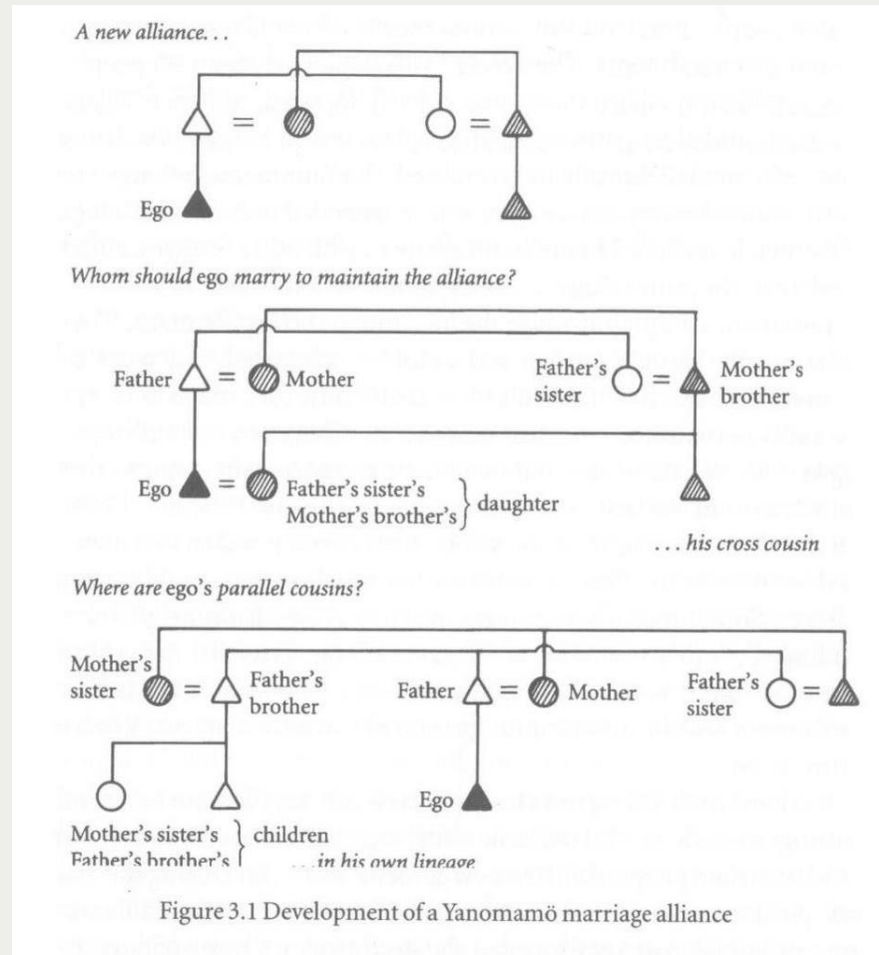 A new alliance. . .
=
=
Ego
Whom should ego marry to maintain the alliance?
Father = Mother
Father's sister = Mother's brother
Ego = Father's sister's
Mother's brother's } daughter
. . . his cross cousin
Where are ego's parallel cousins?
Mother's sister = Father's brother
Father = Mother
Father's sister =
Ego
Mother's sister's
Father's brother's } children
. . . in his own lineage
Figure 3.1 Development of a Yanomamö marriage alliance